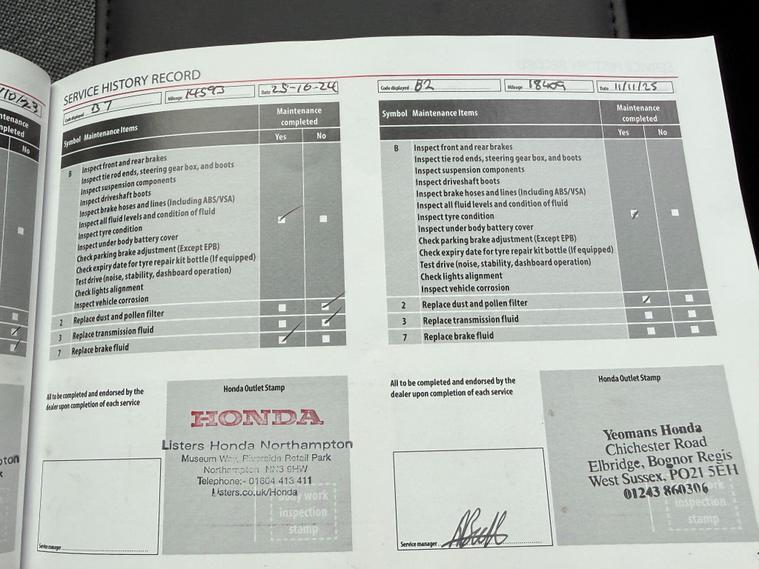 /10/23
Maintenance
completed
No
ton
SERVICE HISTORY RECORD
Code displayed B7 Mileage 14593 Date 25-10-24
Symbol Maintenance Items Maintenance completed
Yes No
B Inspect front and rear brakes
Inspect tie rod ends, steering gear box, and boots
Inspect suspension components
Inspect driveshaft boots
Inspect brake hoses and lines (Including ABS/VSA)
Inspect all fluid levels and condition of fluid
Inspect tyre condition
Inspect under body battery cover
Check parking brake adjustment (Except EPB)
Check expiry date for tyre repair kit bottle (If equipped)
Test drive (noise, stability, dashboard operation)
Check lights alignment
Inspect vehicle corrosion
2 Replace dust and pollen filter
3 Replace transmission fluid
7 Replace brake fluid
All to be completed and endorsed by the
dealer upon completion of each service
Service manager
Honda Outlet Stamp
HONDA
Listers Honda Northampton
Museum Way, Riverside Retail Park
Northampton NN3 9HW
Telephone:- 01604 413 411
Listers.co.uk/Honda
Body work
inspection
stamp
Code displayed B2 Mileage 18409 Date 11/11/25
Symbol Maintenance Items Maintenance completed
Yes No
B Inspect front and rear brakes
Inspect tie rod ends, steering gear box, and boots
Inspect suspension components
Inspect driveshaft boots
Inspect brake hoses and lines (Including ABS/VSA)
Inspect all fluid levels and condition of fluid
Inspect tyre condition
Inspect under body battery cover
Check parking brake adjustment (Except EPB)
Check expiry date for tyre repair kit bottle (If equipped)
Test drive (noise, stability, dashboard operation)
Check lights alignment
Inspect vehicle corrosion
2 Replace dust and pollen filter
3 Replace transmission fluid
7 Replace brake fluid
All to be completed and endorsed by the
dealer upon completion of each service
Service manager
Honda Outlet Stamp
Yeomans Honda
Chichester Road
Elbridge, Bognor Regis
West Sussex, PO21 5EH
01243 860306
work
inspection
stamp